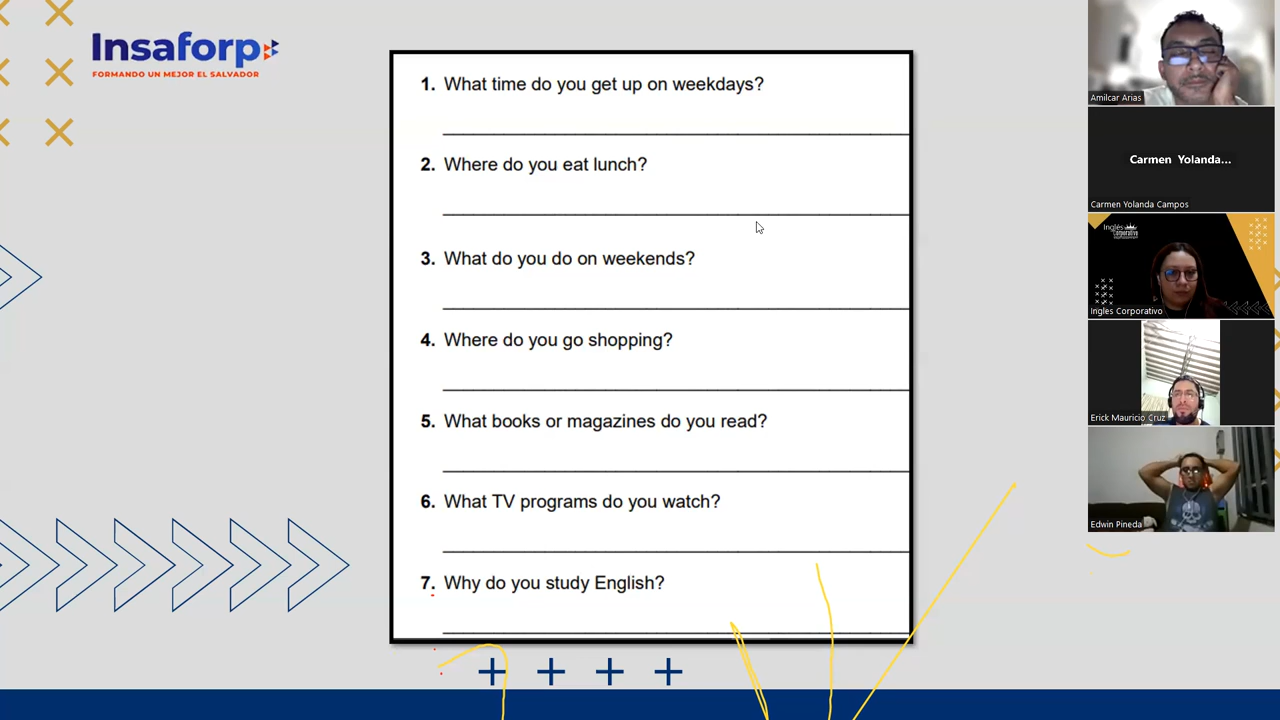 Insaforp
FORMANDO UN MEJOR EL SALVADOR
1. What time do you get up on weekdays?
2. Where do you eat lunch?
3. What do you do on weekends?
4. Where do you go shopping?
5. What books or magazines do you read?
6. What TV programs do you watch?
7. Why do you study English?
Amilcar Arias
Carmen Yolanda...
Carmen Yolanda Campos
Inglés
Corporativo
Ingles Corporativo
Erick Mauricio Cruz
Edwin Pineda